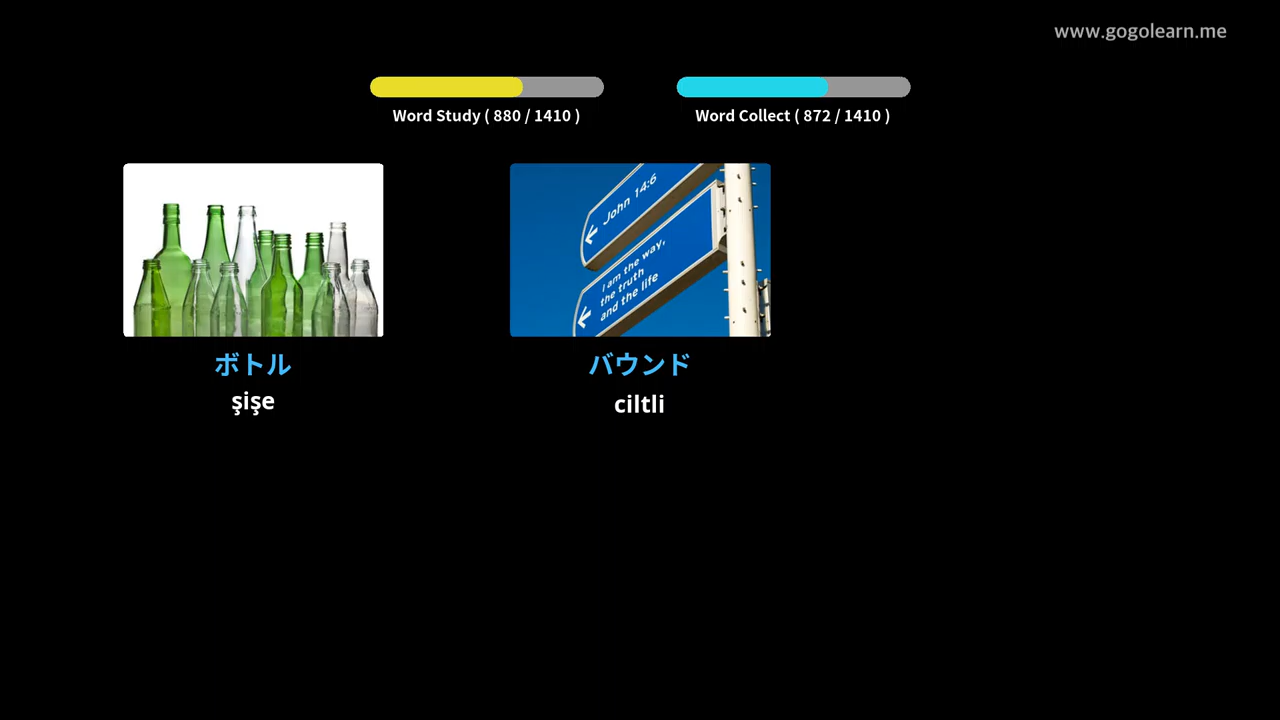 www.gogolearn.me
Word Study ( 880 / 1410 )
Word Collect ( 872 / 1410 )
John 14:6
I am the way,
the truth
and the life
ボトル
バウンド
şişe
ciltli